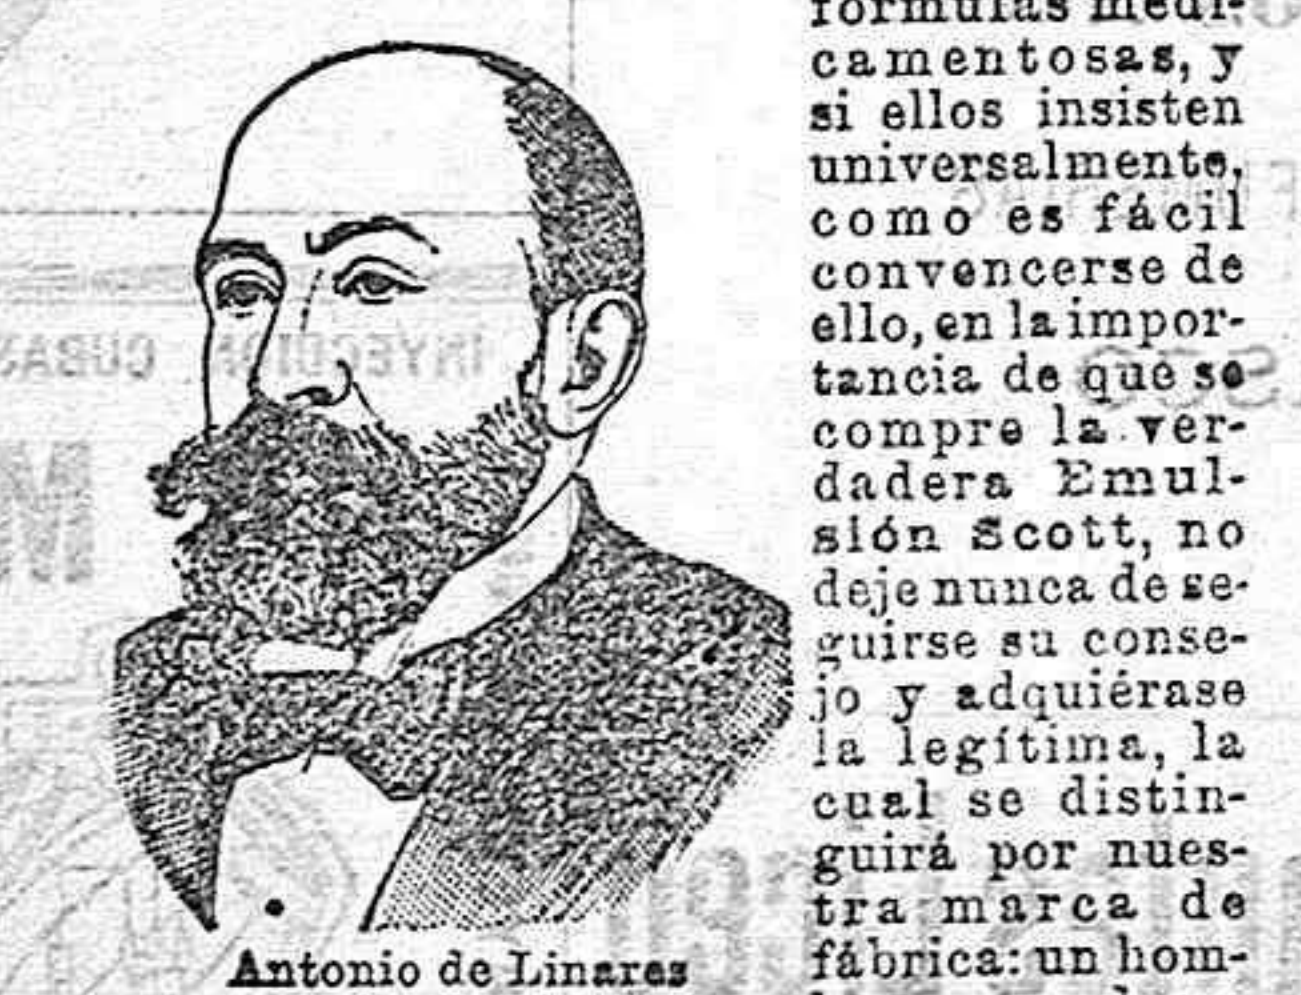 formulas medi-
camentosas, y
si ellos insisten
universalmente,
como es fácil
convencerse de
ello, en la impor-
tancia de que se
compre la ver-
dadera Emul-
sión Scott, no
deje nunca de se-
guirse su conse-
jo y adquiérase
la legítima, la
cual se distin-
guirá por nues-
tra marca de
fábrica: un hom-
Antonio de Linares